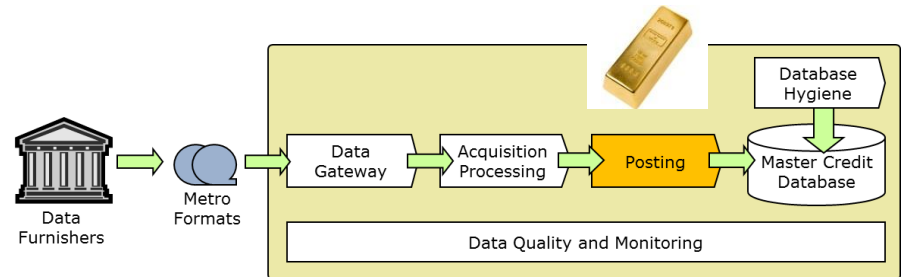 Database
Hygiene
Data
Gateway
Acquisition
Processing
Posting
Master Credit
Database
Data
Furnishers
Metro
Formats
Data Quality and Monitoring